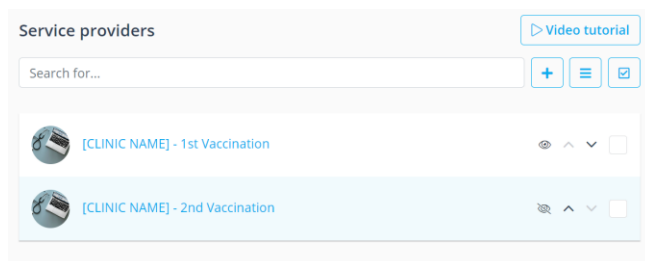 Service providers
Video tutorial
Search for...
[CLINIC NAME] - 1st Vaccination
[CLINIC NAME] - 2nd Vaccination